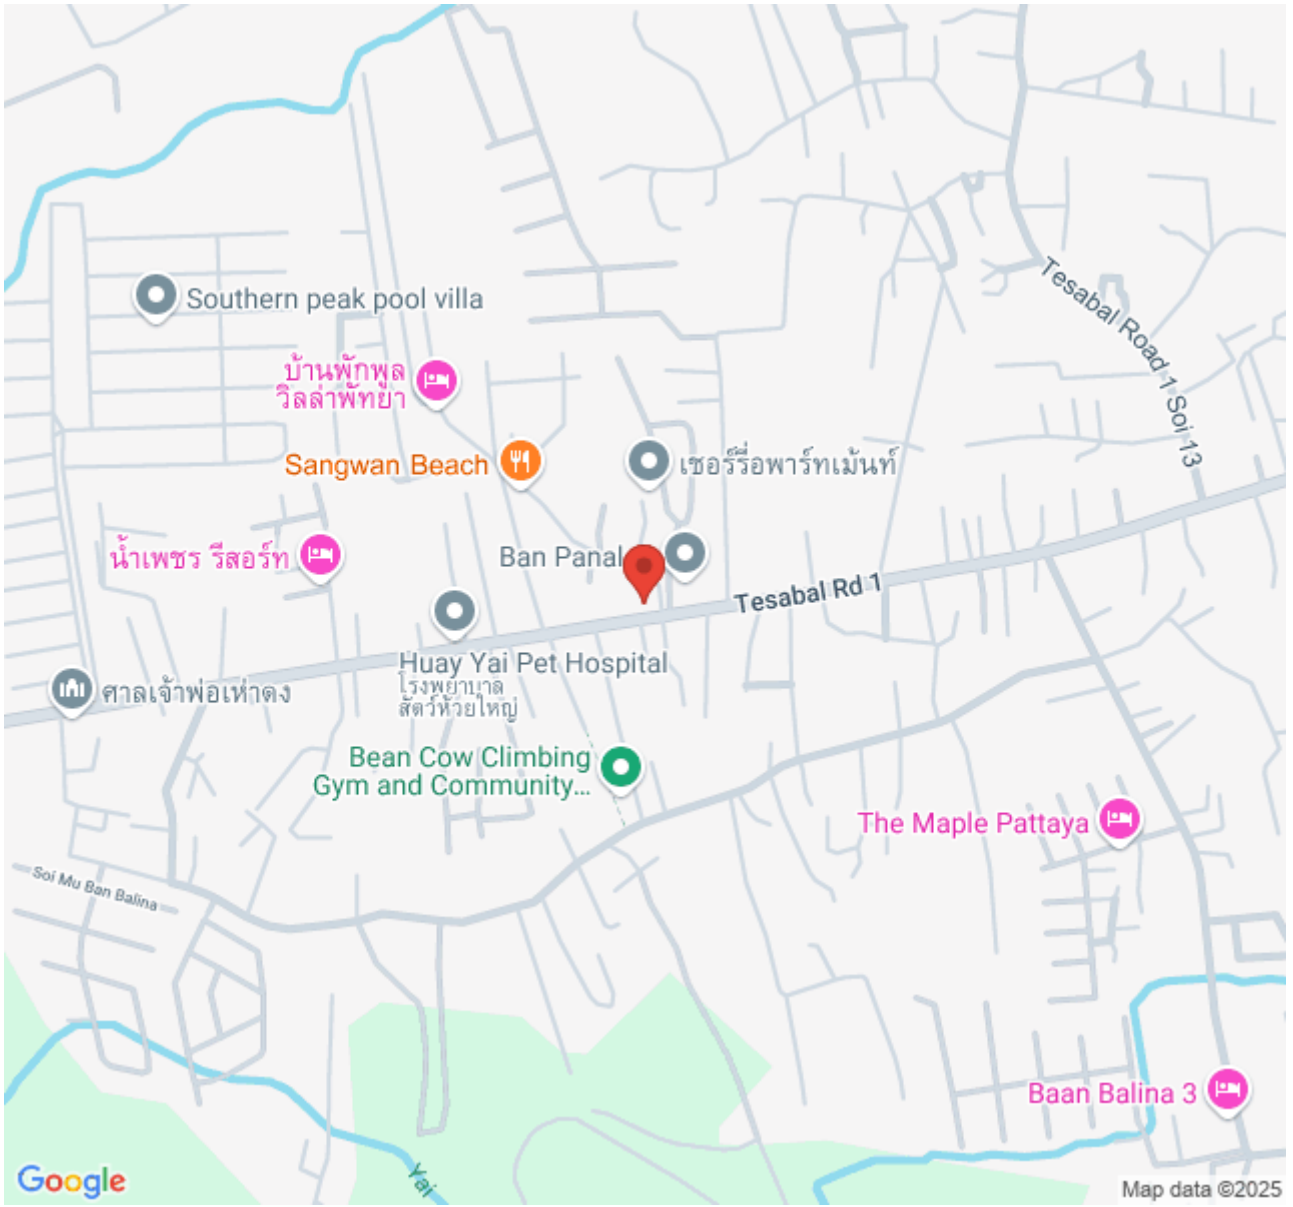 Tesabal Road 1 Soi 13
Southern peak pool villa
บ้านพักพูล
วิลล่าพัทยา
Sangwan Beach
เชอร์รี่อพาร์ทเม้นท์
น้ำเพชร รีสอร์ท
Ban Panal
Tesabal Rd 1
Huay Yai Pet Hospital
โรงพยาบาล
สัตว์ห้วยใหญ่
ศาลเจ้าพ่อเห่าดง
Bean Cow Climbing
Gym and Community...
The Maple Pattaya
Soi Mu Ban Balina
Baan Balina 3
Yai
Google
Map data ©2025